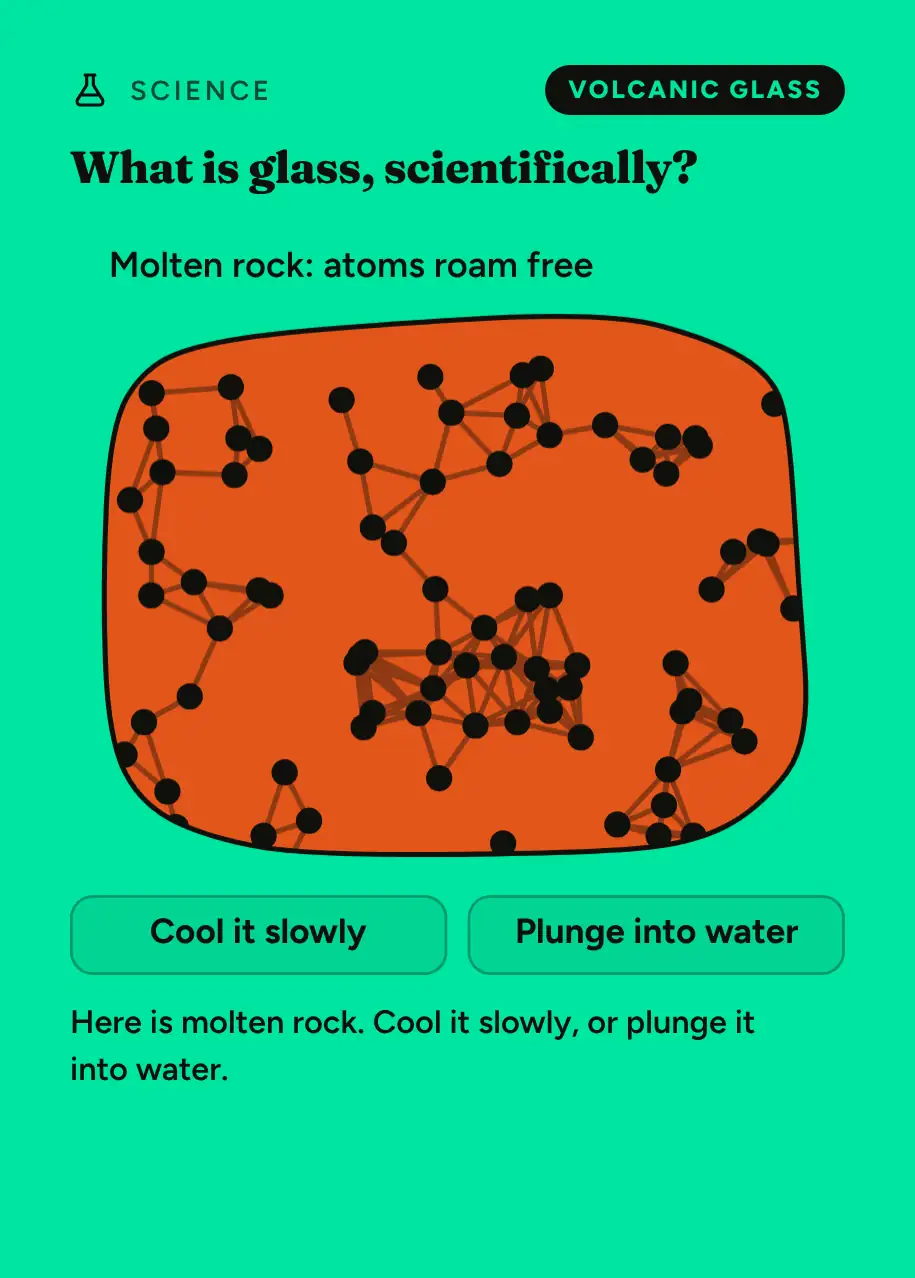 SCIENCE
VOLCANIC GLASS
What is glass, scientifically?
Molten rock: atoms roam free
Cool it slowly
Plunge into water
Here is molten rock. Cool it slowly, or plunge it
into water.